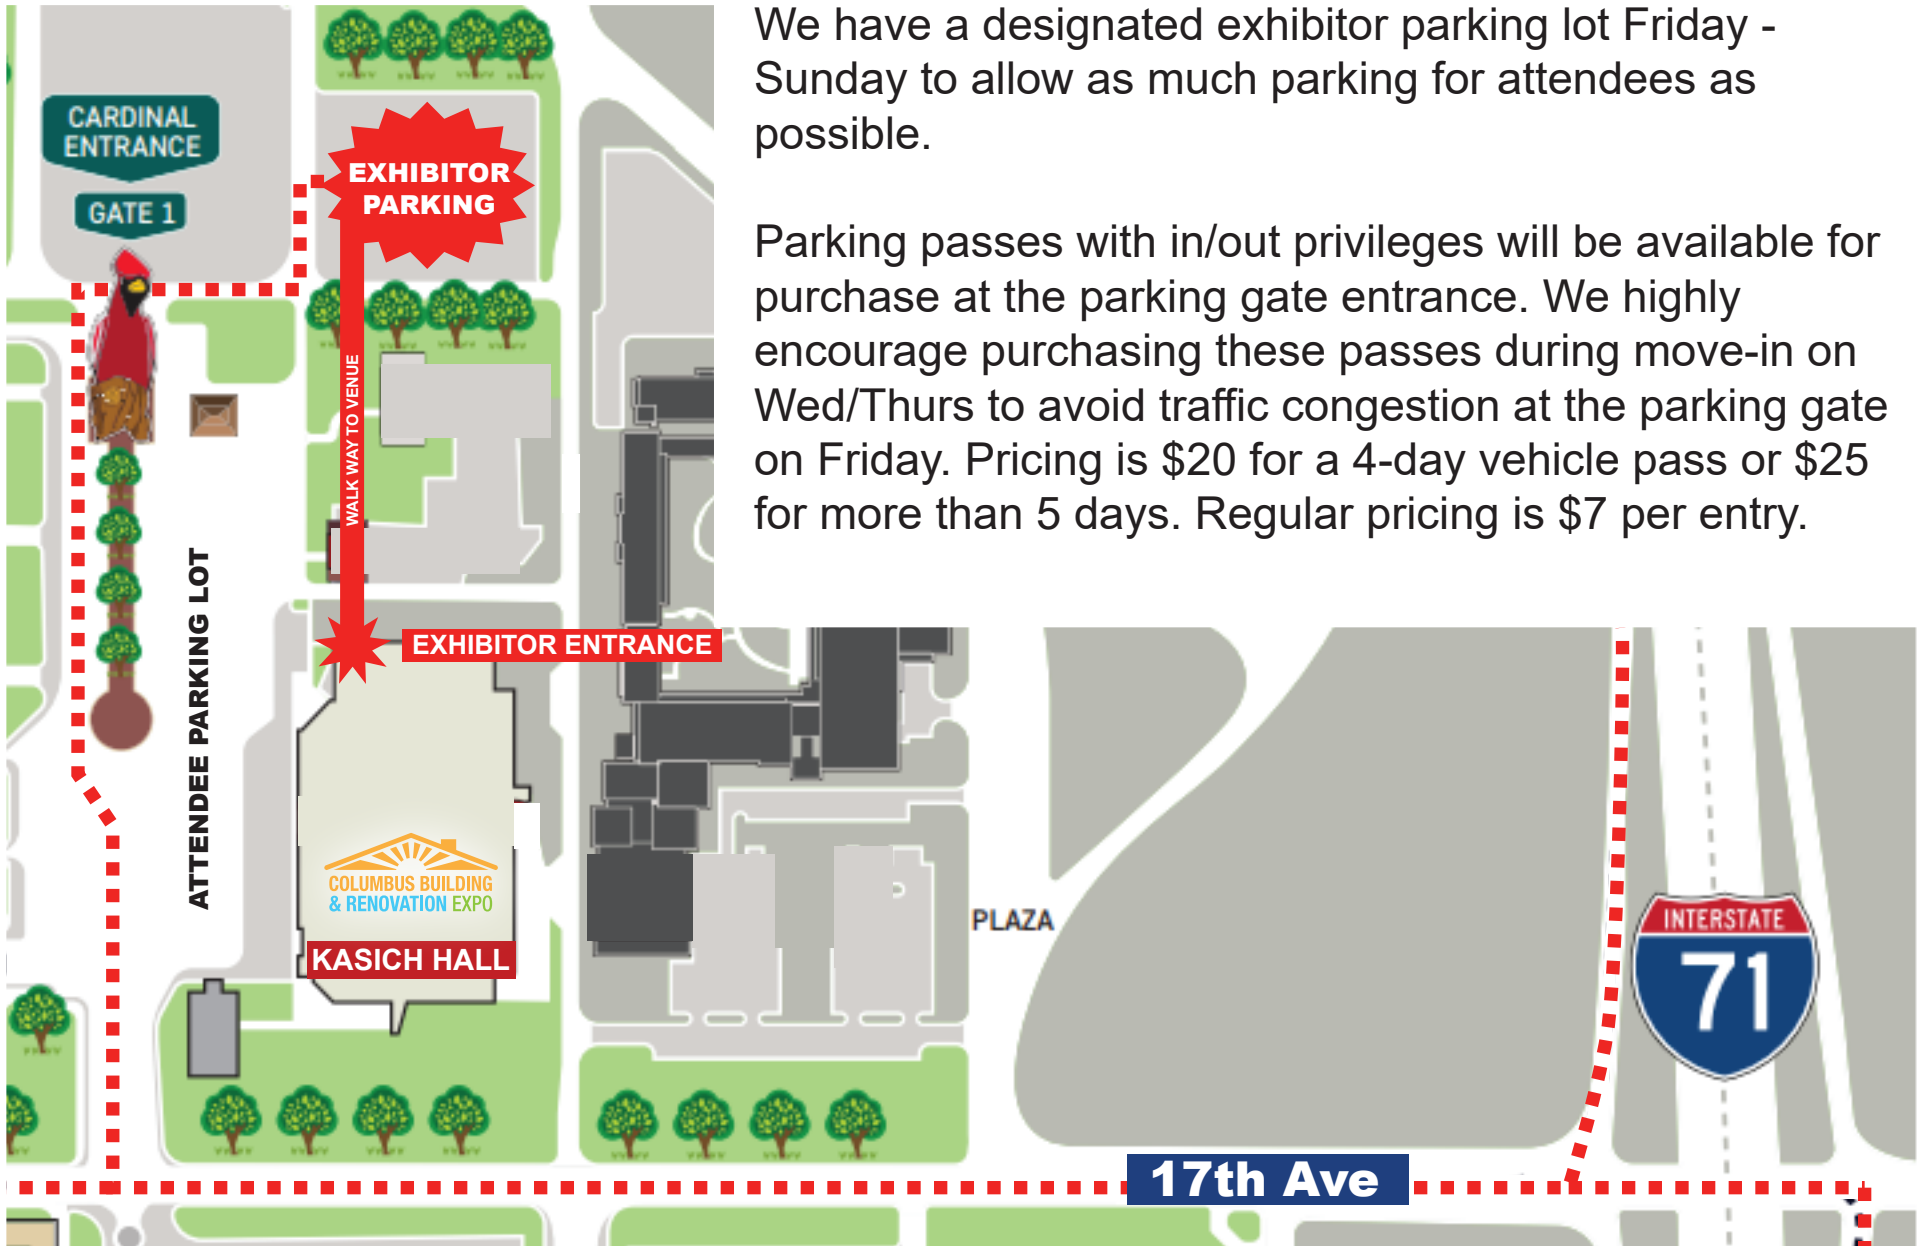 We have a designated exhibitor parking lot Friday -
Sunday to allow as much parking for attendees as
possible.
Parking passes with in/out privileges will be available for
purchase at the parking gate entrance. We highly
encourage purchasing these passes during move-in on
Wed/Thurs to avoid traffic congestion at the parking gate
on Friday. Pricing is $20 for a 4-day vehicle pass or $25
for more than 5 days. Regular pricing is $7 per entry.
CARDINAL
ENTRANCE
GATE 1
EXHIBITOR
PARKING
WALK WAY TO VENUE
ATTENDEE PARKING LOT
EXHIBITOR ENTRANCE
COLUMBUS BUILDING
& RENOVATION EXPO
KASICH HALL
PLAZA
INTERSTATE
71
17th Ave